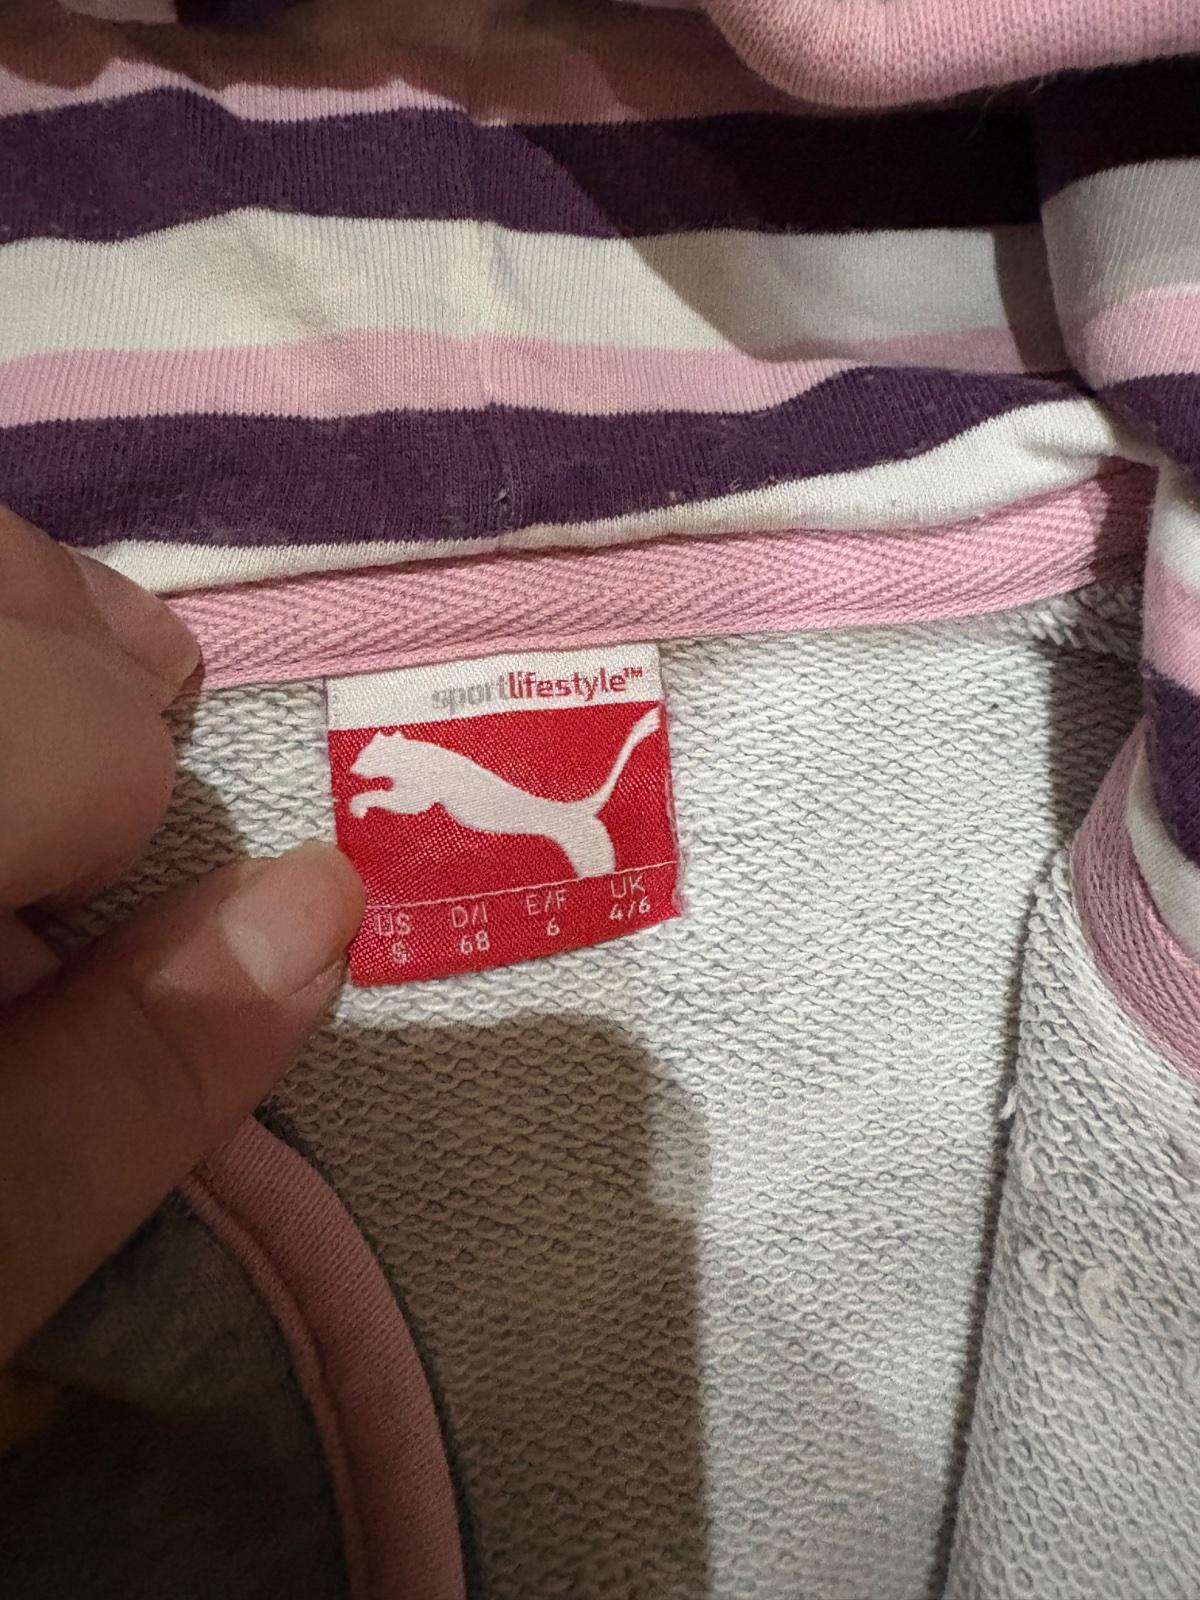 sportlifestyle™
US D/I E/F UK
S 68 6 4/6